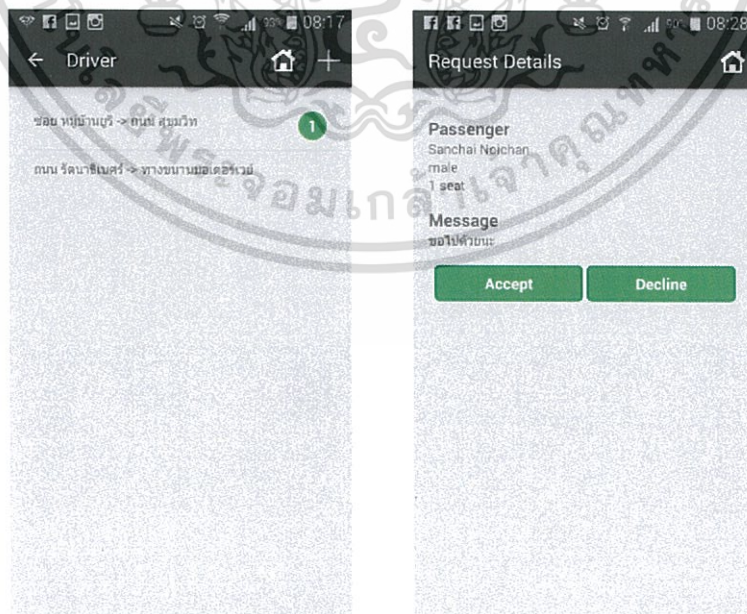 93% 08:17
Driver
ซอย หมู่บ้านบุรี -> ถนน สุขุมวิท
1
ถนน รัตนาธิเบศร์ -> ทางขนานมอเตอร์เวย์
90% 08:28
Request Details
Passenger
Sanchai Noichan
male
1 seat
Message
ขอไปด้วยนะ
Accept Decline